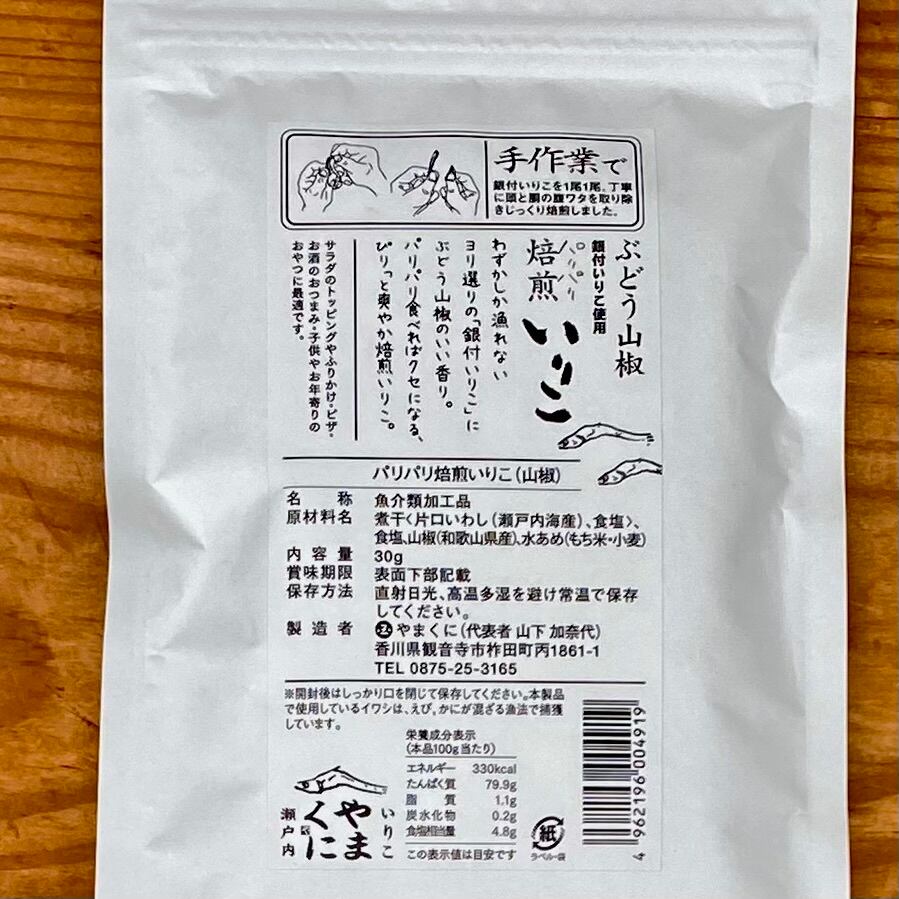 手作業で
銀付いりこを1尾1尾。丁寧
に頭と胴の腹ワタを取り除
きじっくり焙煎しました。
ぶどう山椒
銀付いりこ使用
パリパリ
焙煎
いりこ
わずかしか漁れない
ヨリ選りの「銀付いりこ」に
ぶどう山椒のいい香り。
パリパリ食べればクセになる、
ぴりっと爽やか焙煎いりこ。
サラダのトッピングやふりかけ・ピザ・
お酒のおつまみ・子供やお年寄りの
おやつに最適です。
パリパリ焙煎いりこ(山椒)
名称 魚介類加工品
原材料名 煮干〈片口いわし(瀬戸内海産)、食塩〉、
食塩、山椒(和歌山県産)、水あめ(もち米・小麦)
内容量 30g
賞味期限 表面下部記載
保存方法 直射日光、高温多湿を避け常温で保存
してください。
製造者 やまくに(代表者 山下 加奈代)
香川県観音寺市柞田町丙1861-1
TEL 0875-25-3165
※開封後はしっかり口を閉じて保存してください。本製品
で使用しているイワシは、えび、かにが混ざる漁法で捕獲
しています。
栄養成分表示
(本品100g当たり)
エネルギー 330kcal
たんぱく質 79.9g
脂質 1.1g
炭水化物 0.2g
食塩相当量 4.8g
この表示値は目安です
いりこ
やま
くに
瀬戸内
紙
ラベル・袋
4 962196 004919